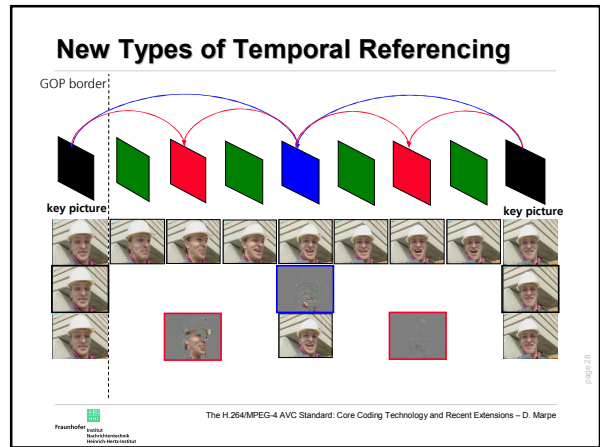 New Types of Temporal Referencing
GOP border
key picture
key picture
page 28
The H.264/MPEG-4 AVC Standard: Core Coding Technology and Recent Extensions – D. Marpe
Fraunhofer Institut
Nachrichtentechnik
Heinrich-Hertz-Institut